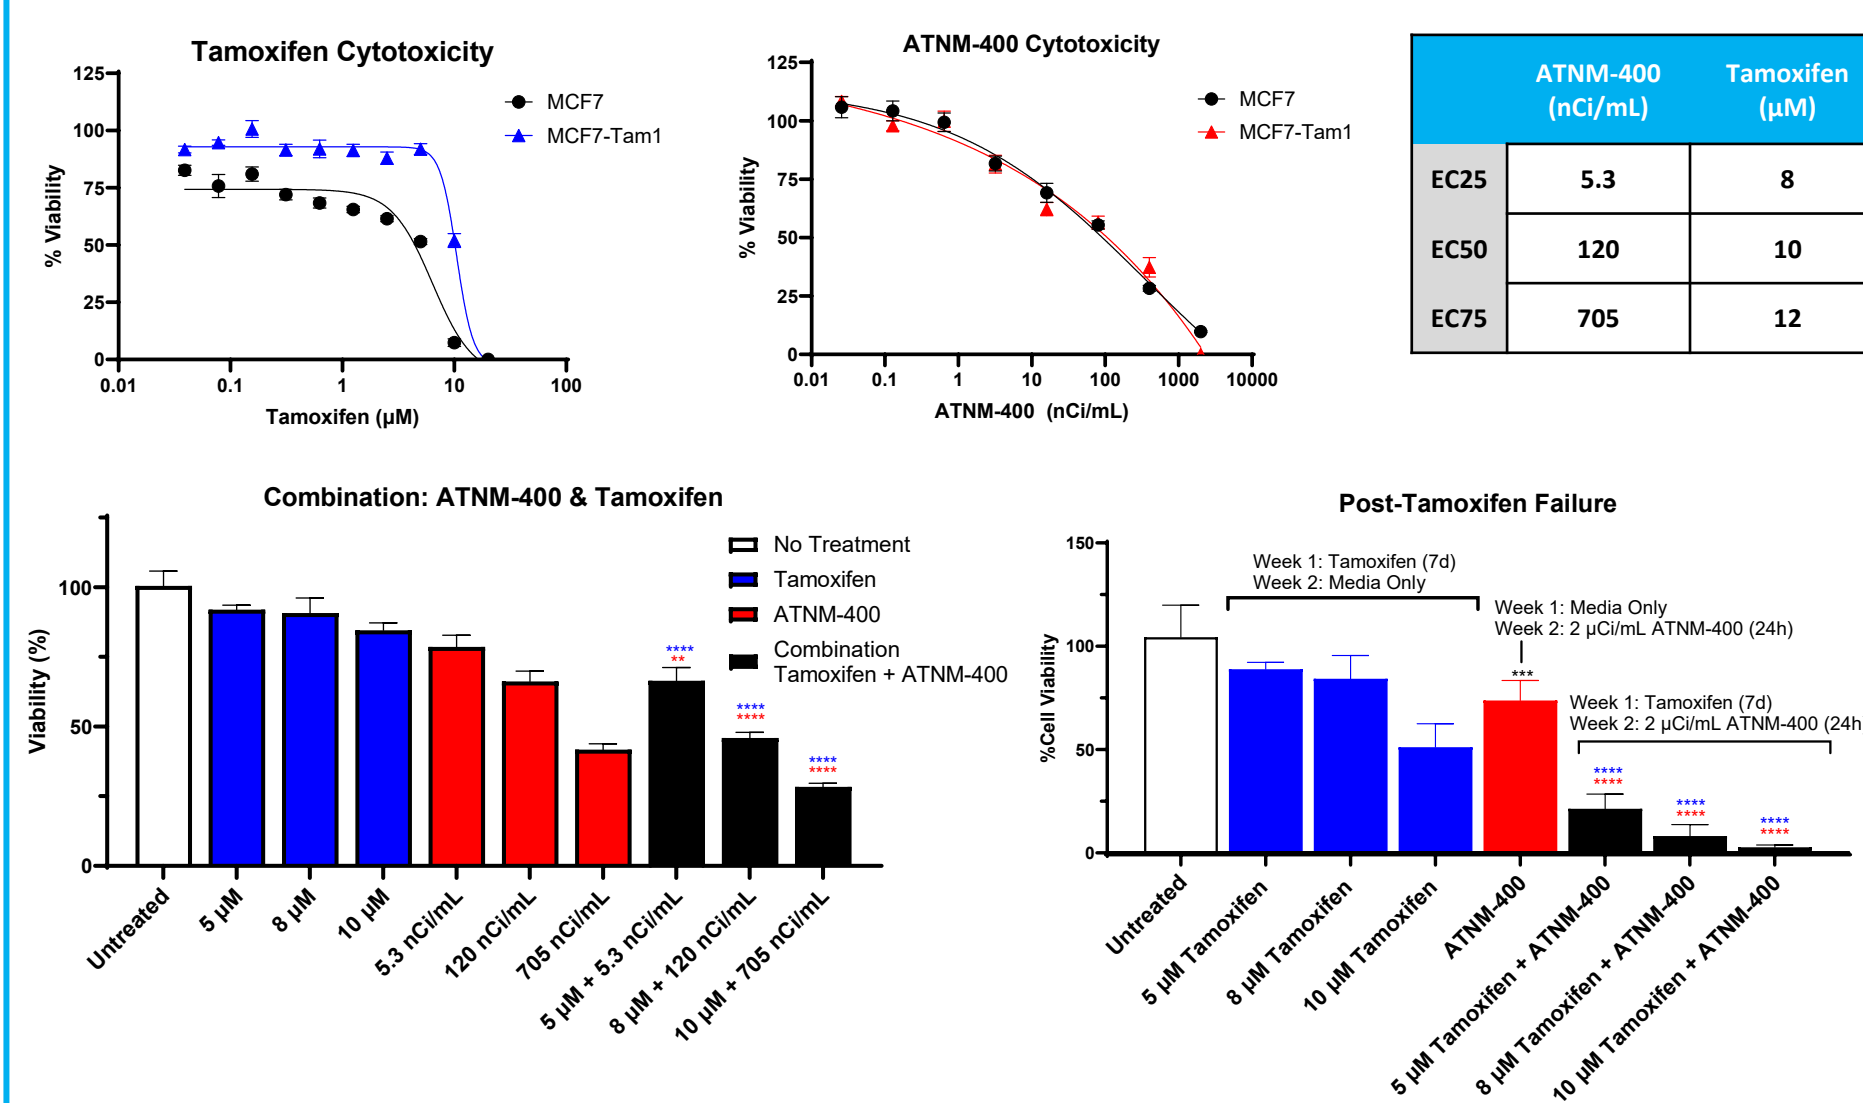 Tamoxifen Cytotoxicity
125
100
75
50
25
0
% Viability
0.01
0.1
1
10
100
Tamoxifen (µM)
MCF7
MCF7-Tam1
ATNM-400 Cytotoxicity
125
100
75
50
25
0
% Viability
0.01
0.1
1
10
100
1000
10000
ATNM-400 (nCi/mL)
MCF7
MCF7-Tam1
ATNM-400 (nCi/mL)
Tamoxifen (µM)
EC25 5.3 8
EC50 120 10
EC75 705 12
Combination: ATNM-400 & Tamoxifen
100
50
0
Viability (%)
No Treatment
Tamoxifen
ATNM-400
Combination
Tamoxifen + ATNM-400
****
**
****
****
****
****
Untreated
5 µM
8 µM
10 µM
5.3 nCi/mL
120 nCi/mL
705 nCi/mL
5 µM + 5.3 nCi/mL
8 µM + 120 nCi/mL
10 µM + 705 nCi/mL
Post-Tamoxifen Failure
150
100
50
0
%Cell Viability
Week 1: Tamoxifen (7d)
Week 2: Media Only
Week 1: Media Only
Week 2: 2 µCi/mL ATNM-400 (24h)
***
Week 1: Tamoxifen (7d)
Week 2: 2 µCi/mL ATNM-400 (24h
****
****
****
****
****
****
Untreated
5 µM Tamoxifen
8 µM Tamoxifen
10 µM Tamoxifen
ATNM-400
5 µM Tamoxifen + ATNM-400
8 µM Tamoxifen + ATNM-400
10 µM Tamoxifen + ATNM-400